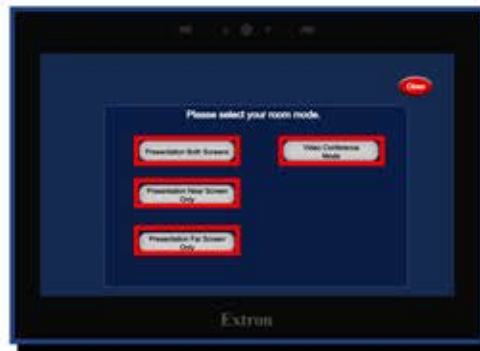 Close
Please select your room mode.
Presentation Both Screens
Video Conference
Mode
Presentation Near Screen
Only
Presentation Far Screen
Only
Extron